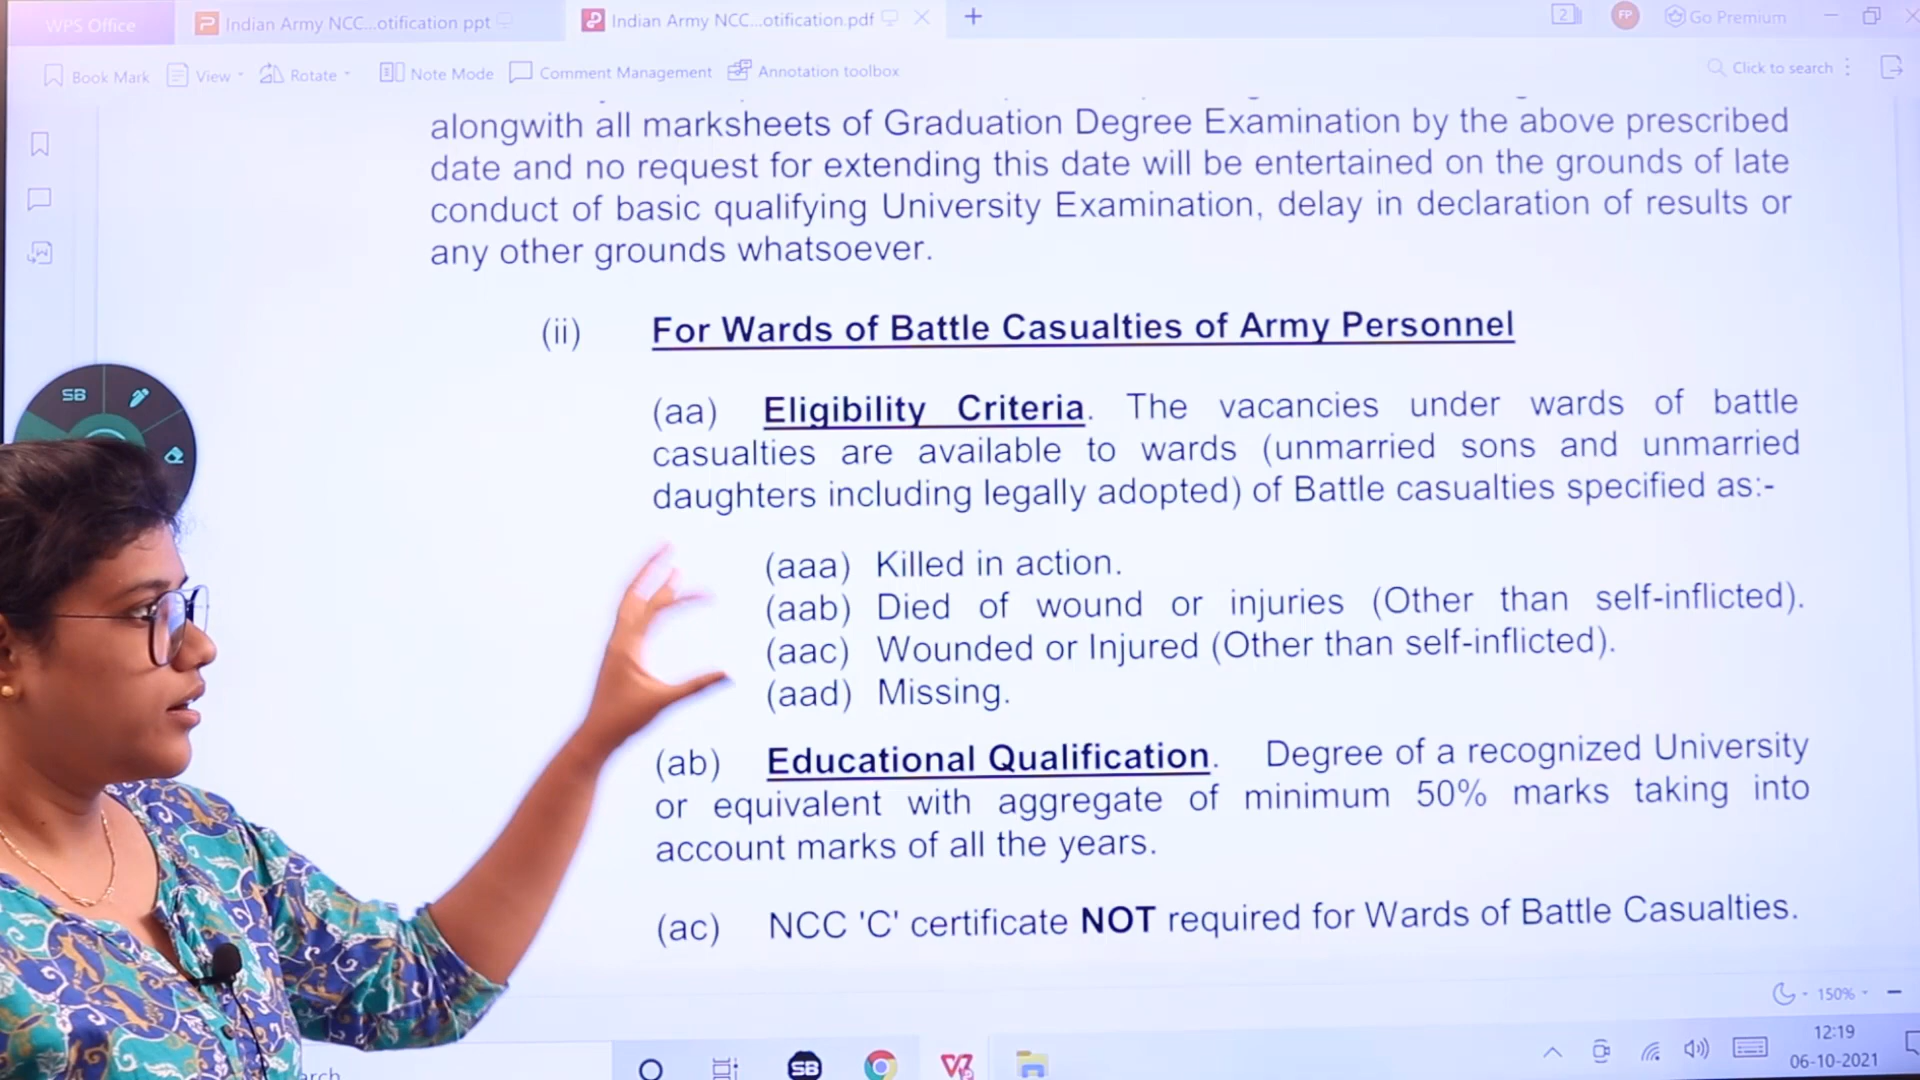 WPS Office
Indian Army NCC...otification ppt
Indian Army NCC...otification.pdf
2
FP
Go Premium
Book Mark
View
Rotate
Note Mode
Comment Management
Annotation toolbox
Click to search
alongwith all marksheets of Graduation Degree Examination by the above prescribed
date and no request for extending this date will be entertained on the grounds of late
conduct of basic qualifying University Examination, delay in declaration of results or
any other grounds whatsoever.
(ii) For Wards of Battle Casualties of Army Personnel
SB
(aa) Eligibility Criteria. The vacancies under wards of battle
casualties are available to wards (unmarried sons and unmarried
daughters including legally adopted) of Battle casualties specified as:-
(aaa) Killed in action.
(aab) Died of wound or injuries (Other than self-inflicted).
(aac) Wounded or Injured (Other than self-inflicted).
(aad) Missing.
(ab) Educational Qualification. Degree of a recognized University
or equivalent with aggregate of minimum 50% marks taking into
account marks of all the years.
(ac) NCC 'C' certificate NOT required for Wards of Battle Casualties.
150%
12:19
06-10-2021
SB